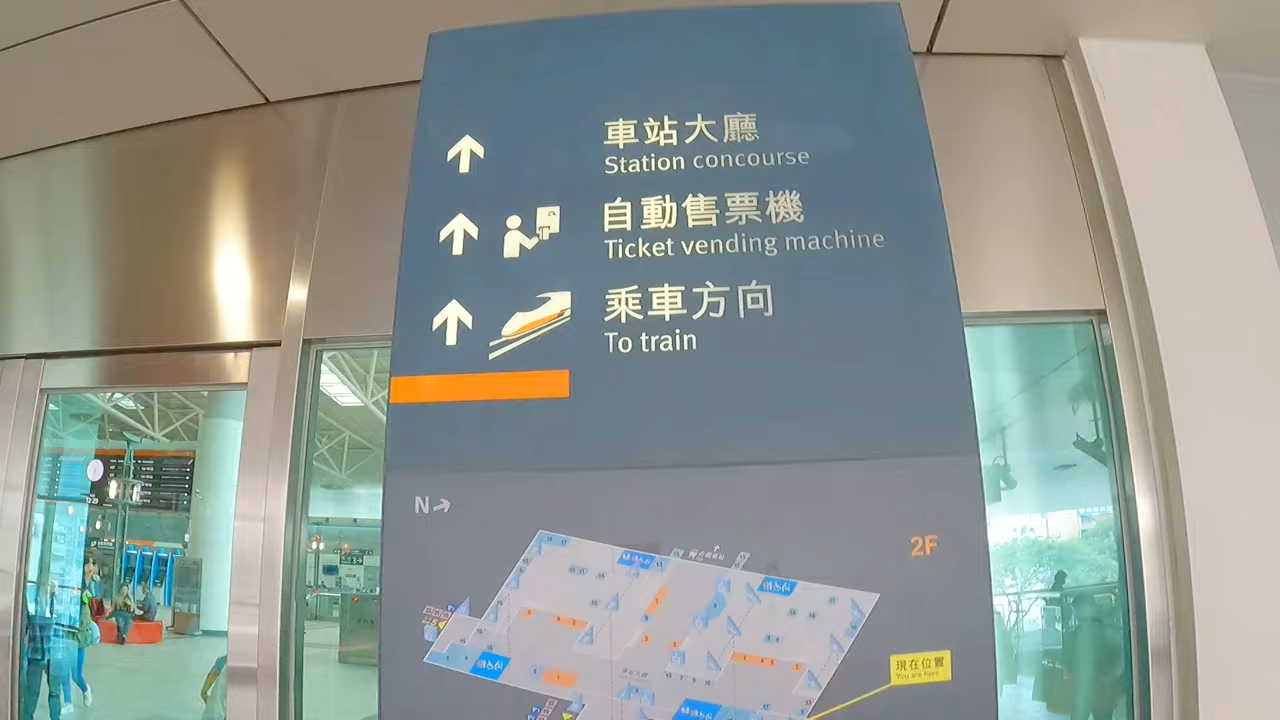 車站大廳
Station concourse
自動售票機
Ticket vending machine
乘車方向
To train
N
2F
現在位置
You are here